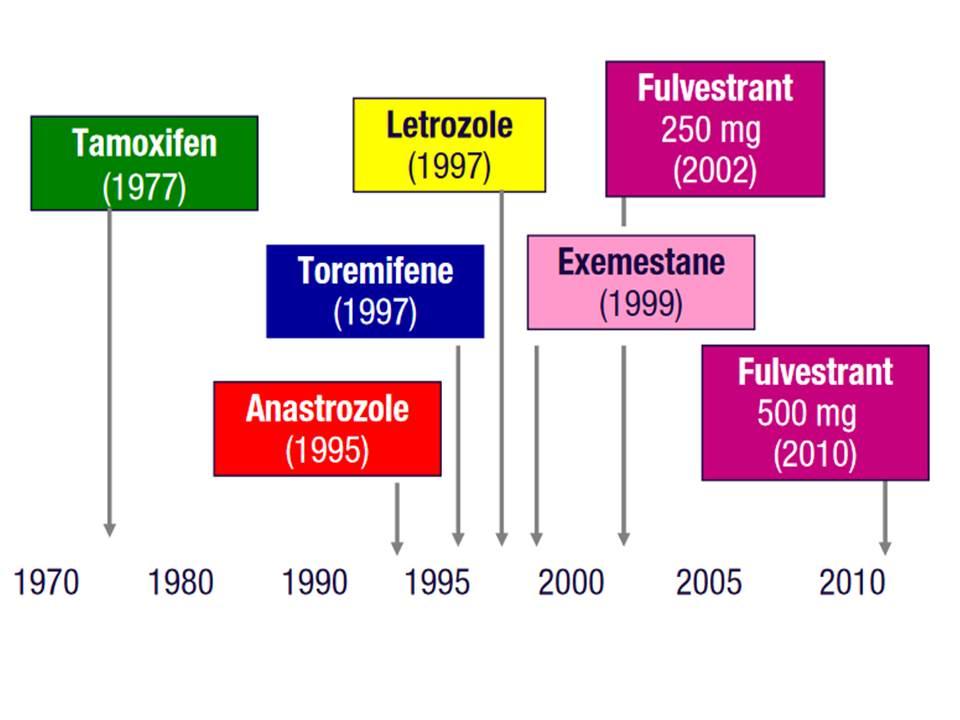 Tamoxifen
(1977)
Letrozole
(1997)
Fulvestrant
250 mg
(2002)
Toremifene
(1997)
Exemestane
(1999)
Anastrozole
(1995)
Fulvestrant
500 mg
(2010)
1970 1980 1990 1995 2000 2005 2010